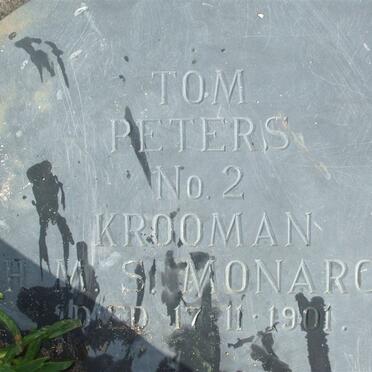 TOM
PETERS
No. 2
KROOMAN
H.M.S. MONARC
DIED 17·11·1901.